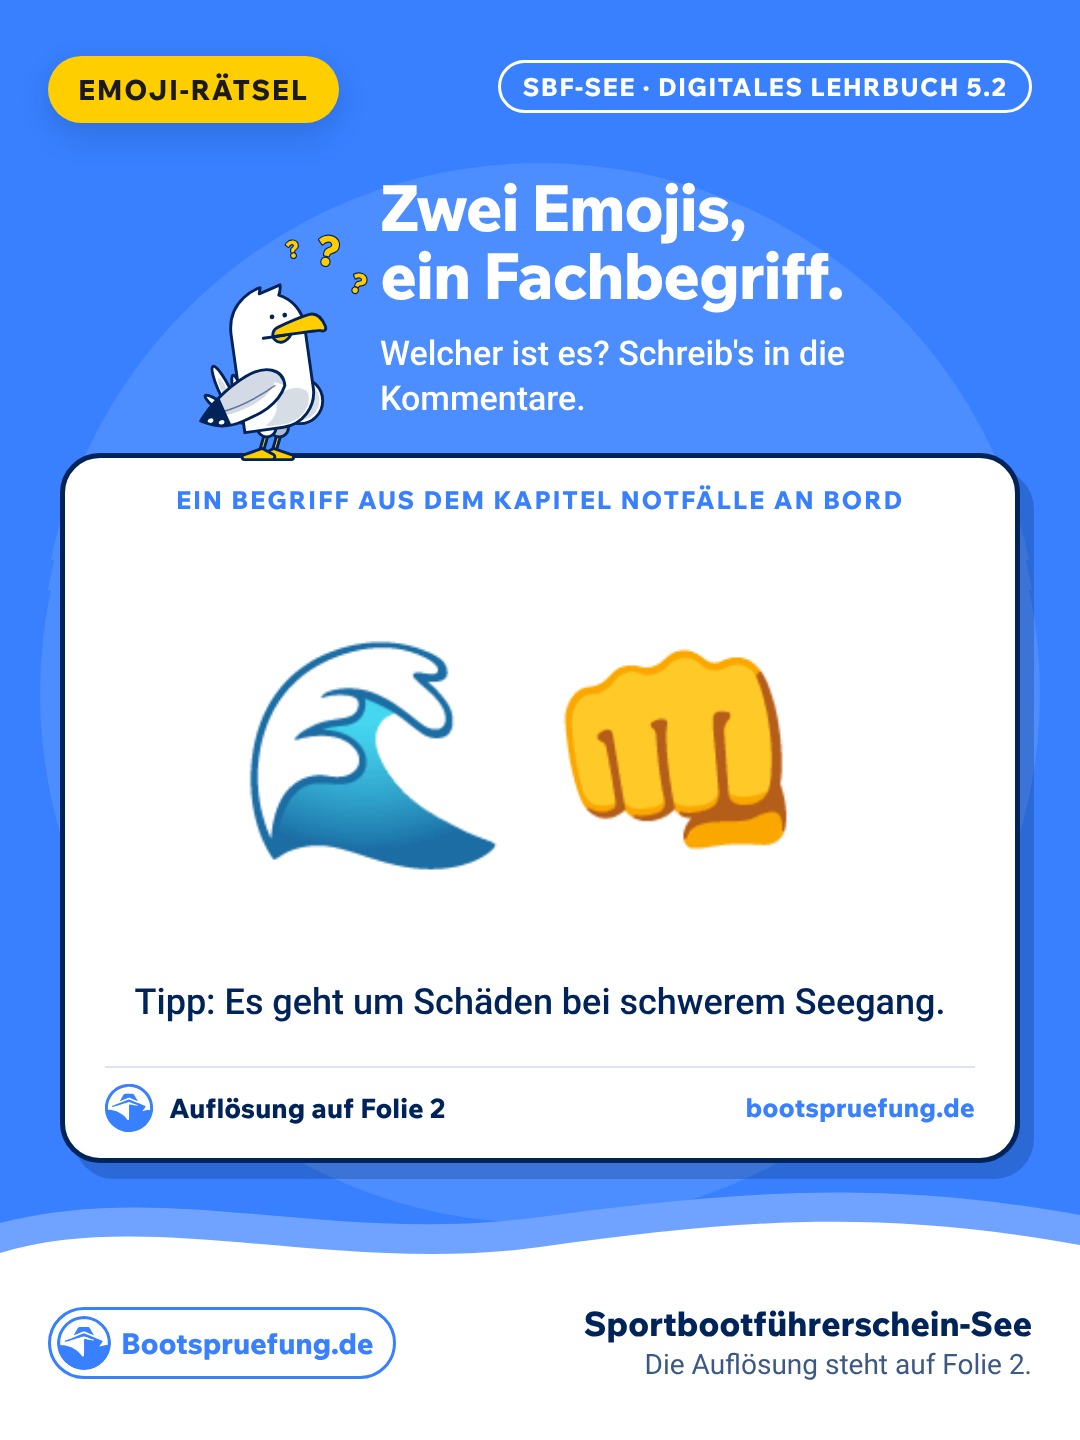 EMOJI-RÄTSEL
SBF-SEE · DIGITALES LEHRBUCH 5.2
Zwei Emojis,
ein Fachbegriff.
? ? ?
Welcher ist es? Schreib's in die
Kommentare.
EIN BEGRIFF AUS DEM KAPITEL NOTFÄLLE AN BORD
Tipp: Es geht um Schäden bei schwerem Seegang.
Auflösung auf Folie 2
bootspruefung.de
Bootspruefung.de
Sportbootführerschein-See
Die Auflösung steht auf Folie 2.